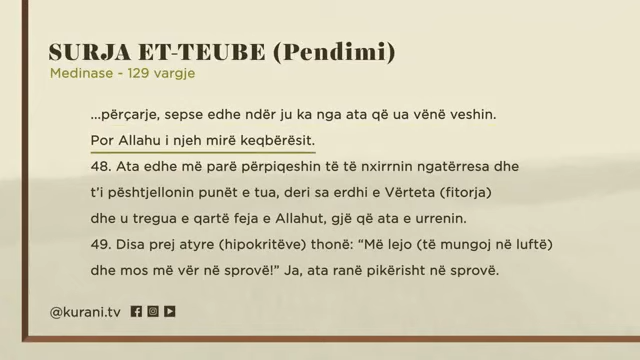 SURJA ET-TEUBE (Pendimi)
Medinase - 129 vargje
...përçarje, sepse edhe ndër ju ka nga ata që ua vënë veshin.
Por Allahu i njeh mirë keqbërësit.
48. Ata edhe më parë përpiqeshin të të nxirrnin ngatërresa dhe
t’i pështjellonin punët e tua, deri sa erdhi e Vërteta (fitorja)
dhe u tregua e qartë feja e Allahut, gjë që ata e urrenin.
49. Disa prej atyre (hipokritëve) thonë: “Më lejo (të mungoj në luftë)
dhe mos më vër në sprovë!” Ja, ata ranë pikërisht në sprovë.
@kurani.tv